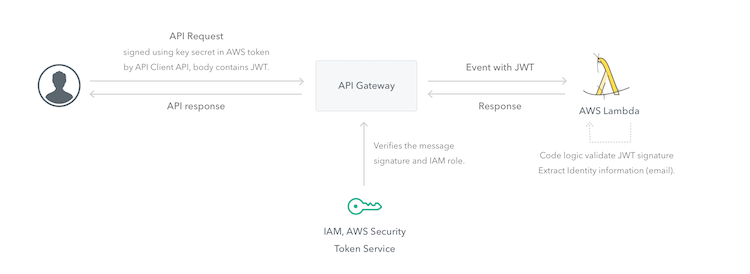 API Request
signed using key secret in AWS token
by API Client API, body contains JWT.
API response
API Gateway
Event with JWT
Response
AWS Lambda
Code logic validate JWT signature
Extract Identity information (email).
Verifies the message
signature and IAM role.
IAM, AWS Security
Token Service